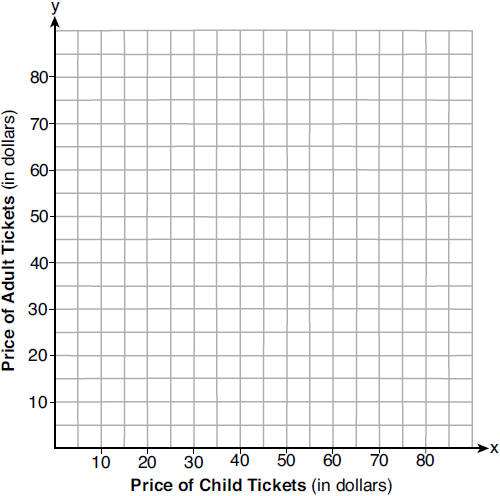 y
80
70
60
50
40
30
20
10
Price of Adult Tickets (in dollars)
10 20 30 40 50 60 70 80
x
Price of Child Tickets (in dollars)